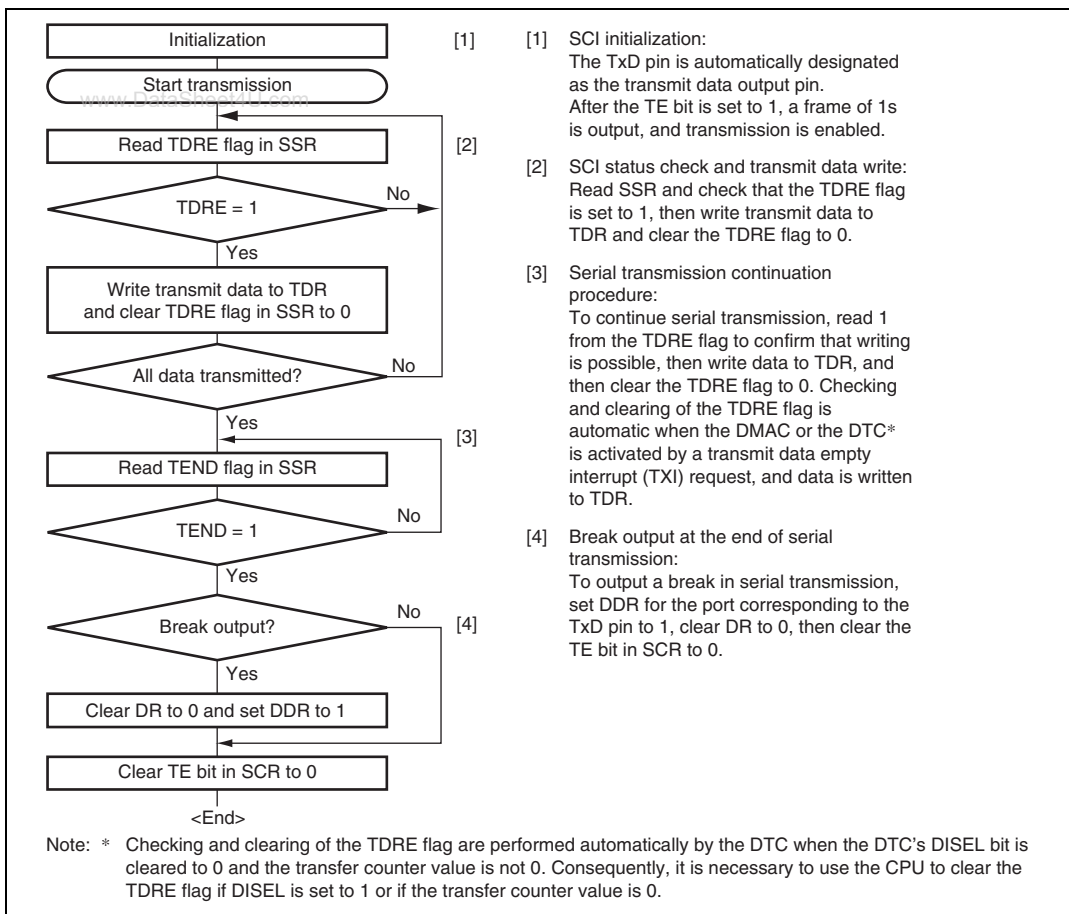 Initialization [1]
Start transmission
www.DataSheet4U.com
Read TDRE flag in SSR [2]
No
TDRE = 1
Yes
Write transmit data to TDR
and clear TDRE flag in SSR to 0
No
All data transmitted?
Yes
[3]
Read TEND flag in SSR
No
TEND = 1
Yes
No
Break output? [4]
Yes
Clear DR to 0 and set DDR to 1
Clear TE bit in SCR to 0
<End>
[1] SCI initialization:
The TxD pin is automatically designated
as the transmit data output pin.
After the TE bit is set to 1, a frame of 1s
is output, and transmission is enabled.
[2] SCI status check and transmit data write:
Read SSR and check that the TDRE flag
is set to 1, then write transmit data to
TDR and clear the TDRE flag to 0.
[3] Serial transmission continuation
procedure:
To continue serial transmission, read 1
from the TDRE flag to confirm that writing
is possible, then write data to TDR, and
then clear the TDRE flag to 0. Checking
and clearing of the TDRE flag is
automatic when the DMAC or the DTC*
is activated by a transmit data empty
interrupt (TXI) request, and data is written
to TDR.
[4] Break output at the end of serial
transmission:
To output a break in serial transmission,
set DDR for the port corresponding to the
TxD pin to 1, clear DR to 0, then clear the
TE bit in SCR to 0.
Note: * Checking and clearing of the TDRE flag are performed automatically by the DTC when the DTC's DISEL bit is
cleared to 0 and the transfer counter value is not 0. Consequently, it is necessary to use the CPU to clear the
TDRE flag if DISEL is set to 1 or if the transfer counter value is 0.